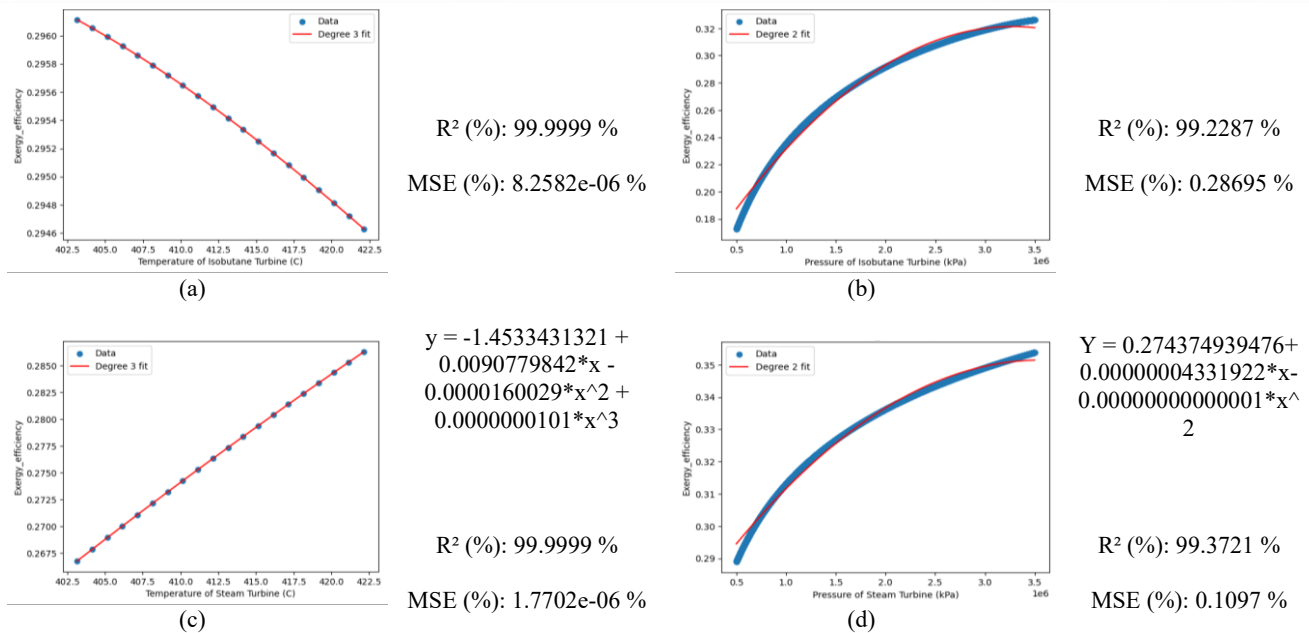 Data
Degree 3 fit
0.2960
0.2958
0.2956
0.2954
0.2952
0.2950
0.2948
0.2946
Exergy_efficiency
402.5 405.0 407.5 410.0 412.5 415.0 417.5 420.0 422.5
Temperature of Isobutane Turbine (C)
R² (%): 99.9999 %
MSE (%): 8.2582e-06 %
(a)
Data
Degree 2 fit
0.32
0.30
0.28
0.26
0.24
0.22
0.20
0.18
Exergy_efficiency
0.5 1.0 1.5 2.0 2.5 3.0 3.5
1e6
Pressure of Isobutane Turbine (kPa)
R² (%): 99.2287 %
MSE (%): 0.28695 %
(b)
Data
Degree 3 fit
0.2850
0.2825
0.2800
0.2775
0.2750
0.2725
0.2700
0.2675
Exergy_efficiency
402.5 405.0 407.5 410.0 412.5 415.0 417.5 420.0 422.5
Temperature of Steam Turbine (C)
y = -1.4533431321 +
0.0090779842*x -
0.0000160029*x^2 +
0.0000000101*x^3
R² (%): 99.9999 %
MSE (%): 1.7702e-06 %
(c)
Data
Degree 2 fit
0.35
0.34
0.33
0.32
0.31
0.30
0.29
Exergy_efficiency
0.5 1.0 1.5 2.0 2.5 3.0 3.5
1e6
Pressure of Steam Turbine (kPa)
Y = 0.274374939476+
0.00000004331922*x-
0.00000000000001*x^
2
R² (%): 99.3721 %
MSE (%): 0.1097 %
(d)